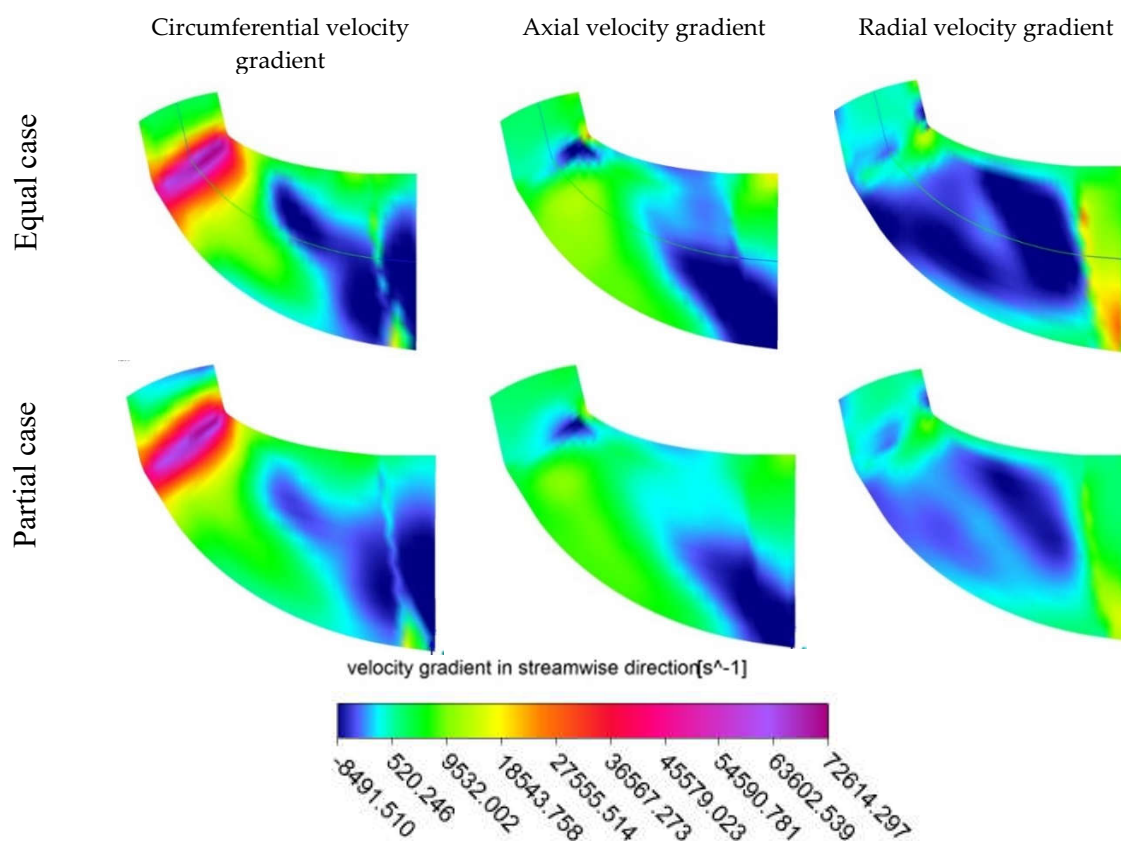 Circumferential velocity
gradient
Axial velocity gradient
Radial velocity gradient
Equal case
Partial case
velocity gradient in streamwise direction[s^-1]
-8491.510
520.246
9532.002
18543.758
27555.514
36567.273
45579.023
54590.781
63602.539
72614.297